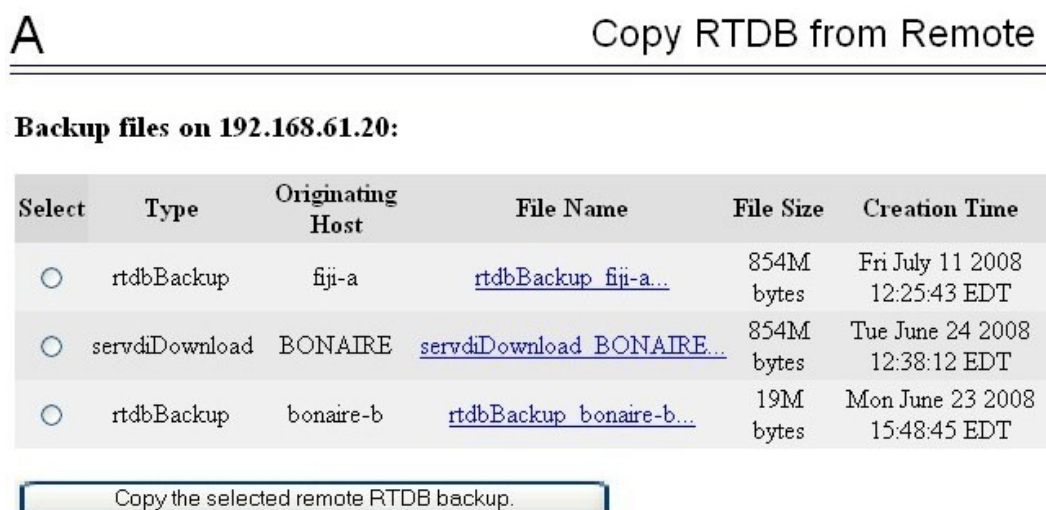 A
Copy RTDB from Remote
Backup files on 192.168.61.20:
Select Type Originating Host File Name File Size Creation Time
rtdbBackup fiji-a rtdbBackup_fiji-a... 854M bytes Fri July 11 2008 12:25:43 EDT
servdiDownload BONAIRE servdiDownload_BONAIRE... 854M bytes Tue June 24 2008 12:38:12 EDT
rtdbBackup bonaire-b rtdbBackup_bonaire-b... 19M bytes Mon June 23 2008 15:48:45 EDT
Copy the selected remote RTDB backup.